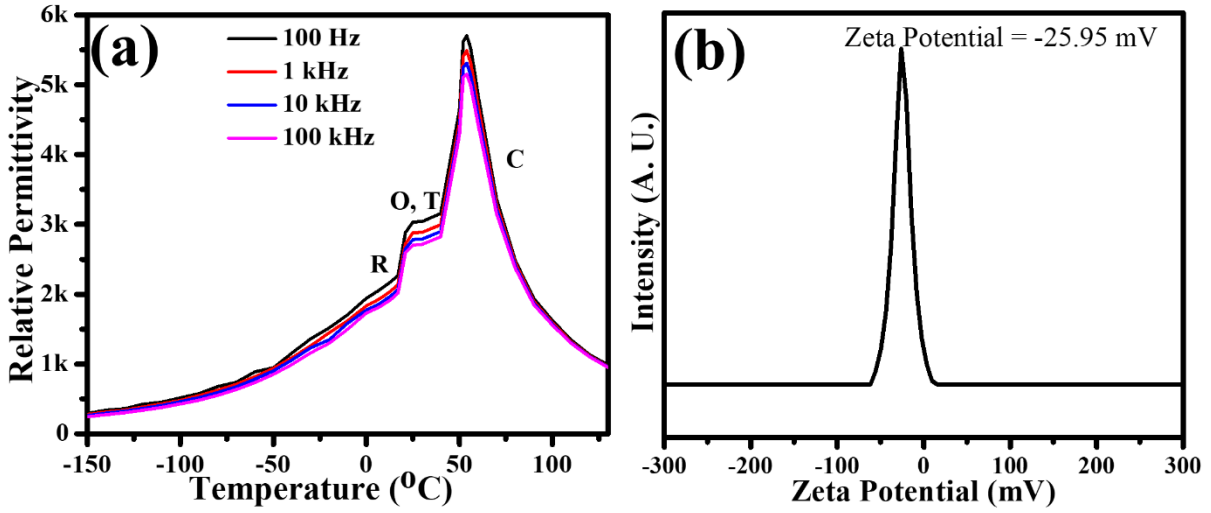 (a)
100 Hz
1 kHz
10 kHz
100 kHz
6k
5k
4k
3k
2k
1k
0
Relative Permittivity
R
O, T
C
-150
-100
-50
0
50
100
Temperature (⁰C)
(b)
Zeta Potential = -25.95 mV
Intensity (A. U.)
-300
-200
-100
0
100
200
300
Zeta Potential (mV)